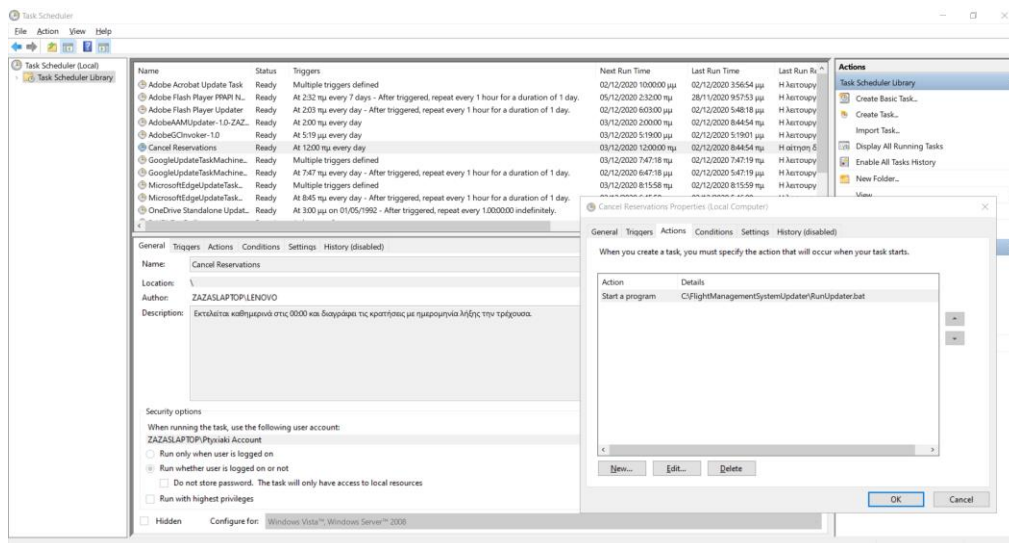 Task Scheduler
File Action View Help
Task Scheduler (Local)
Task Scheduler Library
Name Status Triggers Next Run Time Last Run Time Last Run Re
Adobe Acrobat Update Task Ready Multiple triggers defined 02/12/2020 10:00:00 μμ 02/12/2020 3:56:54 μμ Η λειτουργ
Adobe Flash Player PPAPI N... Ready At 2:32 πμ every 7 days - After triggered, repeat every 1 hour for a duration of 1 day. 05/12/2020 2:32:00 πμ 28/11/2020 9:57:53 μμ Η λειτουργ
Adobe Flash Player Updater Ready At 2:03 πμ every day - After triggered, repeat every 1 hour for a duration of 1 day. 02/12/2020 6:03:00 μμ 02/12/2020 5:48:18 μμ Η λειτουργ
AdobeAAMUpdater-1.0-ZAZ... Ready At 2:00 πμ every day 03/12/2020 2:00:00 πμ 02/12/2020 8:44:54 πμ Η λειτουργ
AdobeGCInvoker-1.0 Ready At 5:19 μμ every day 03/12/2020 5:19:00 μμ 02/12/2020 5:19:01 μμ Η λειτουργ
Cancel Reservations Ready At 12:00 πμ every day 03/12/2020 12:00:00 πμ 02/12/2020 8:44:54 πμ Η αίτηση δ
GoogleUpdateTaskMachine... Ready Multiple triggers defined 03/12/2020 7:47:18 πμ 02/12/2020 7:47:19 πμ Η λειτουργ
GoogleUpdateTaskMachine... Ready At 7:47 πμ every day - After triggered, repeat every 1 hour for a duration of 1 day. 02/12/2020 6:47:18 μμ 02/12/2020 5:47:19 μμ Η λειτουργ
MicrosoftEdgeUpdateTask... Ready Multiple triggers defined 03/12/2020 8:15:58 πμ 02/12/2020 8:15:59 πμ Η λειτουργ
MicrosoftEdgeUpdateTask... Ready At 8:45 πμ every day - After triggered, repeat every 1 hour for a duration of 1 day.
OneDrive Standalone Updat... Ready At 3:00 μμ on 01/05/1992 - After triggered, repeat every 1.00:00:00 indefinitely.
General Triggers Actions Conditions Settings History (disabled)
Name: Cancel Reservations
Location: \
Author: ZAZASLAPTOP\LENOVO
Description: Εκτελείται καθημερινά στις 00:00 και διαγράφει τις κρατήσεις με ημερομηνία λήξης την τρέχουσα.
Security options
When running the task, use the following user account:
ZAZASLAPTOP\Ptyxiaki Account
Run only when user is logged on
Run whether user is logged on or not
Do not store password. The task will only have access to local resources
Run with highest privileges
Hidden Configure for: Windows Vista™, Windows Server™ 2008
Actions
Task Scheduler Library
Create Basic Task...
Create Task...
Import Task...
Display All Running Tasks
Enable All Tasks History
New Folder...
View
Cancel Reservations Properties (Local Computer)
General Triggers Actions Conditions Settings History (disabled)
When you create a task, you must specify the action that will occur when your task starts.
Action Details
Start a program C:\FlightManagementSystemUpdater\RunUpdater.bat
New... Edit... Delete
OK Cancel